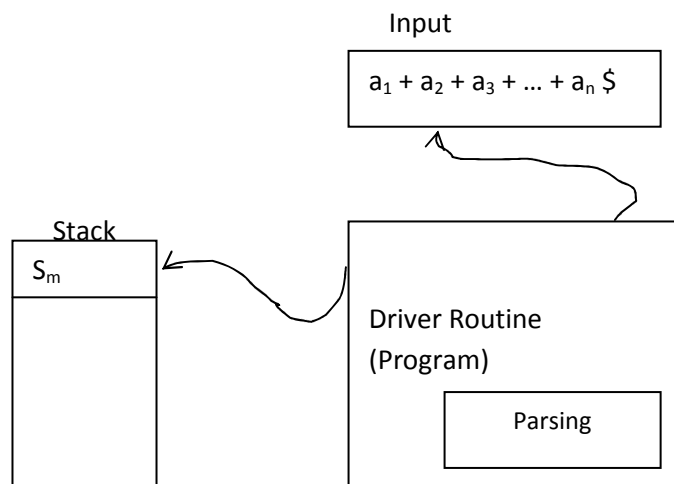 Input
a₁ + a₂ + a₃ + ... + aₙ $
Stack
Sₘ
Driver Routine
(Program)
Parsing